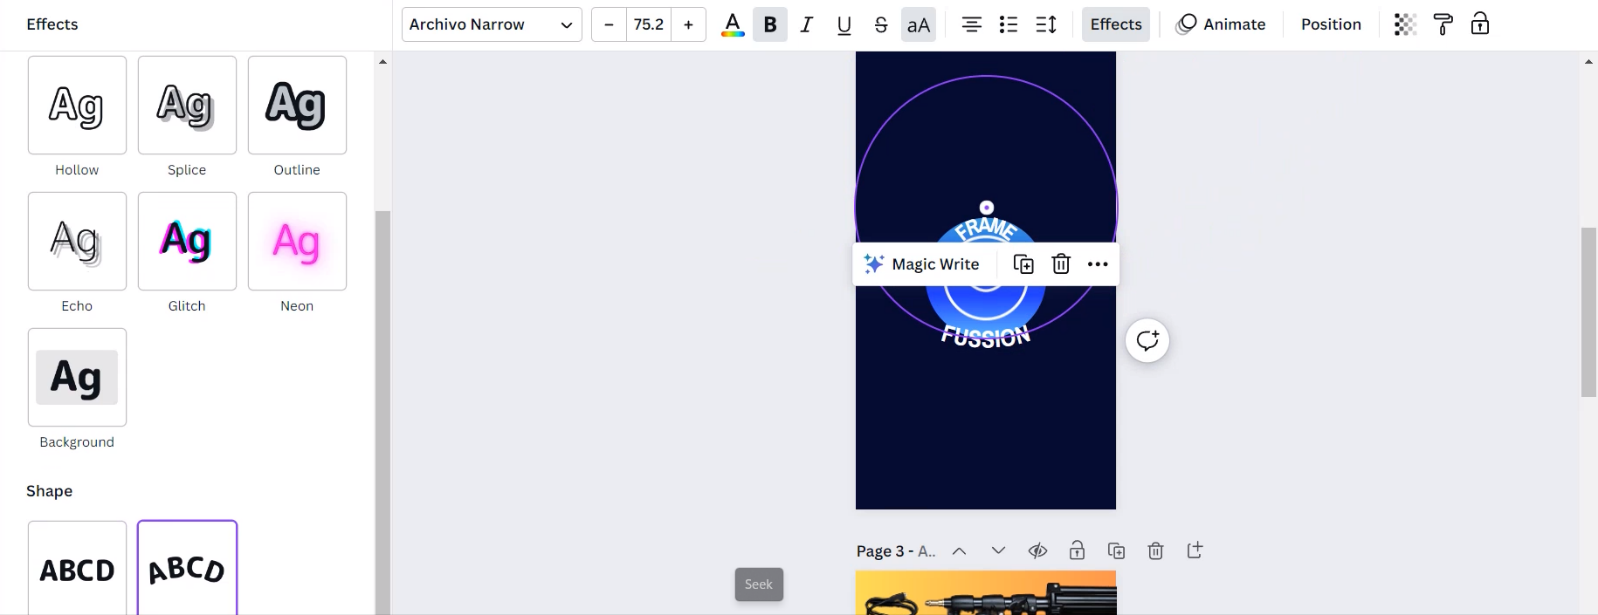 Effects
Archivo Narrow
– 75.2 +
A B I U S aA
Effects
Animate
Position
Ag Ag Ag
Hollow Splice Outline
Ag Ag Ag
Echo Glitch Neon
Ag
Background
Shape
ABCD ABCD
FRAME
Magic Write
FUSSION
Page 3 - A..
Seek